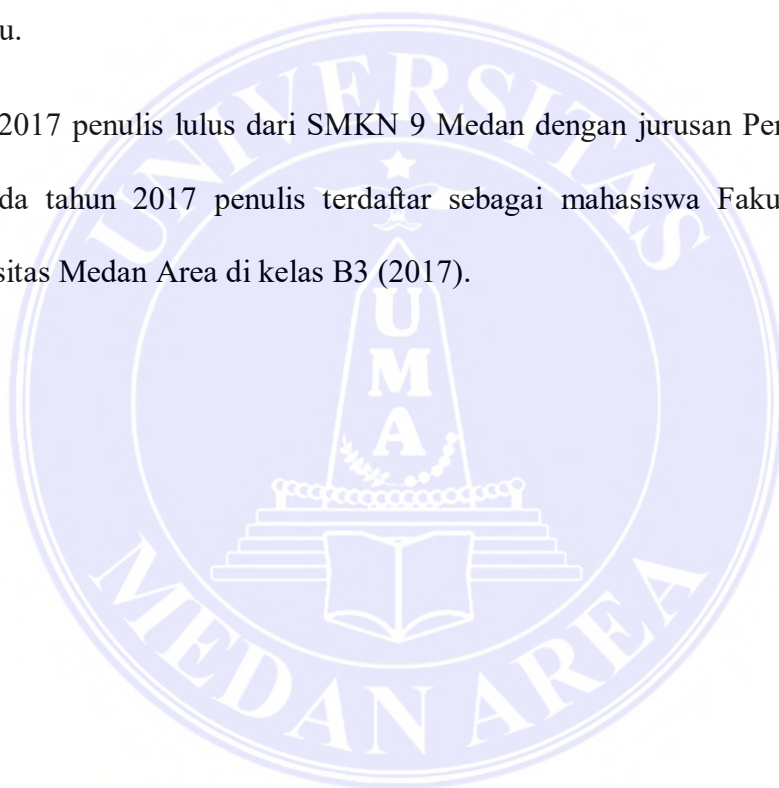 u.
2017 penulis lulus dari SMKN 9 Medan dengan jurusan Per
da tahun 2017 penulis terdaftar sebagai mahasiswa Faku
sitas Medan Area di kelas B3 (2017).
UNIVERSITAS
UMA
MEDAN AREA